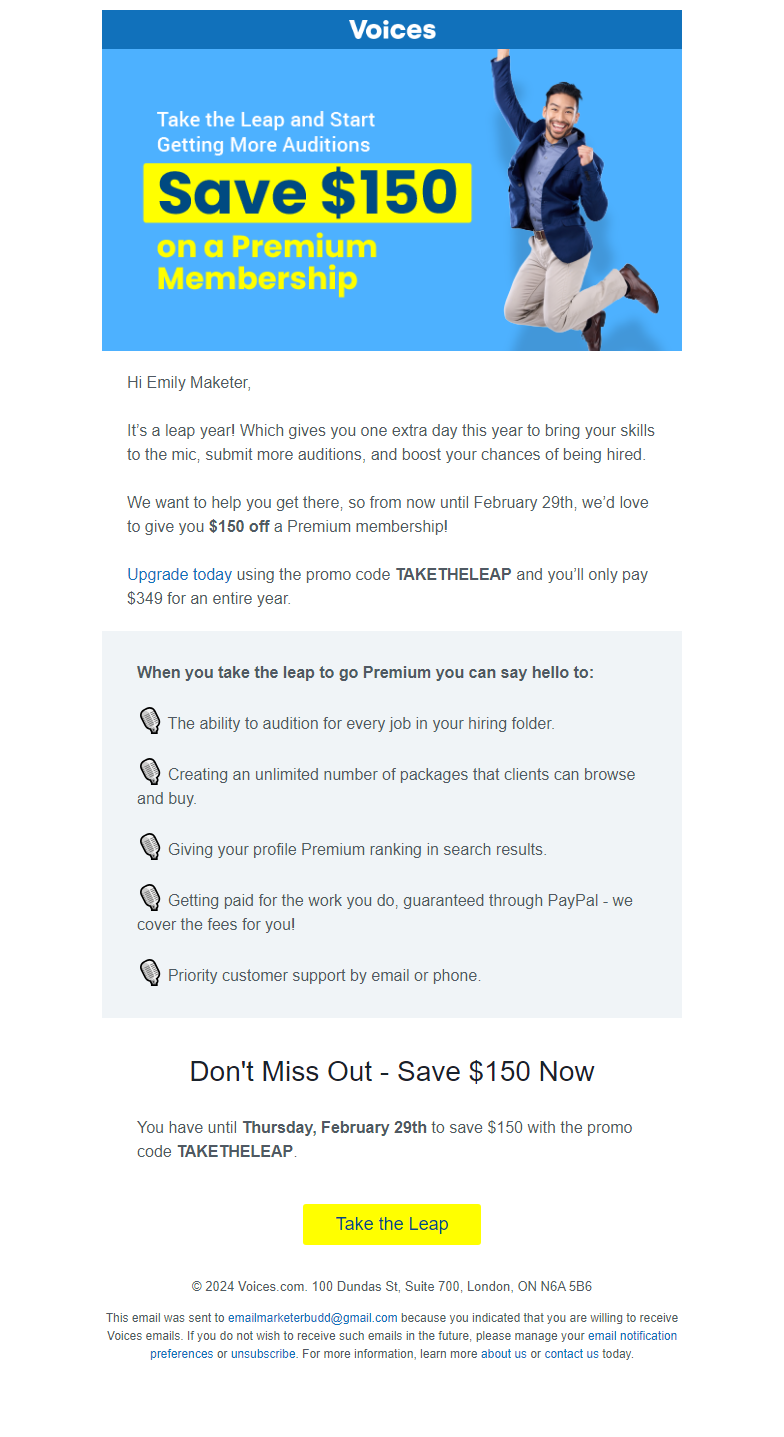 Voices
Take the Leap and Start
Getting More Auditions
Save $150
on a Premium
Membership
Hi Emily Maketer,
It’s a leap year! Which gives you one extra day this year to bring your skills
to the mic, submit more auditions, and boost your chances of being hired.
We want to help you get there, so from now until February 29th, we’d love
to give you $150 off a Premium membership!
Upgrade today using the promo code TAKETHELEAP and you’ll only pay
$349 for an entire year.
When you take the leap to go Premium you can say hello to:
The ability to audition for every job in your hiring folder.
Creating an unlimited number of packages that clients can browse
and buy.
Giving your profile Premium ranking in search results.
Getting paid for the work you do, guaranteed through PayPal - we
cover the fees for you!
Priority customer support by email or phone.
Don't Miss Out - Save $150 Now
You have until Thursday, February 29th to save $150 with the promo
code TAKETHELEAP.
Take the Leap
© 2024 Voices.com. 100 Dundas St, Suite 700, London, ON N6A 5B6
This email was sent to emailmarketerbudd@gmail.com because you indicated that you are willing to receive
Voices emails. If you do not wish to receive such emails in the future, please manage your email notification
preferences or unsubscribe. For more information, learn more about us or contact us today.